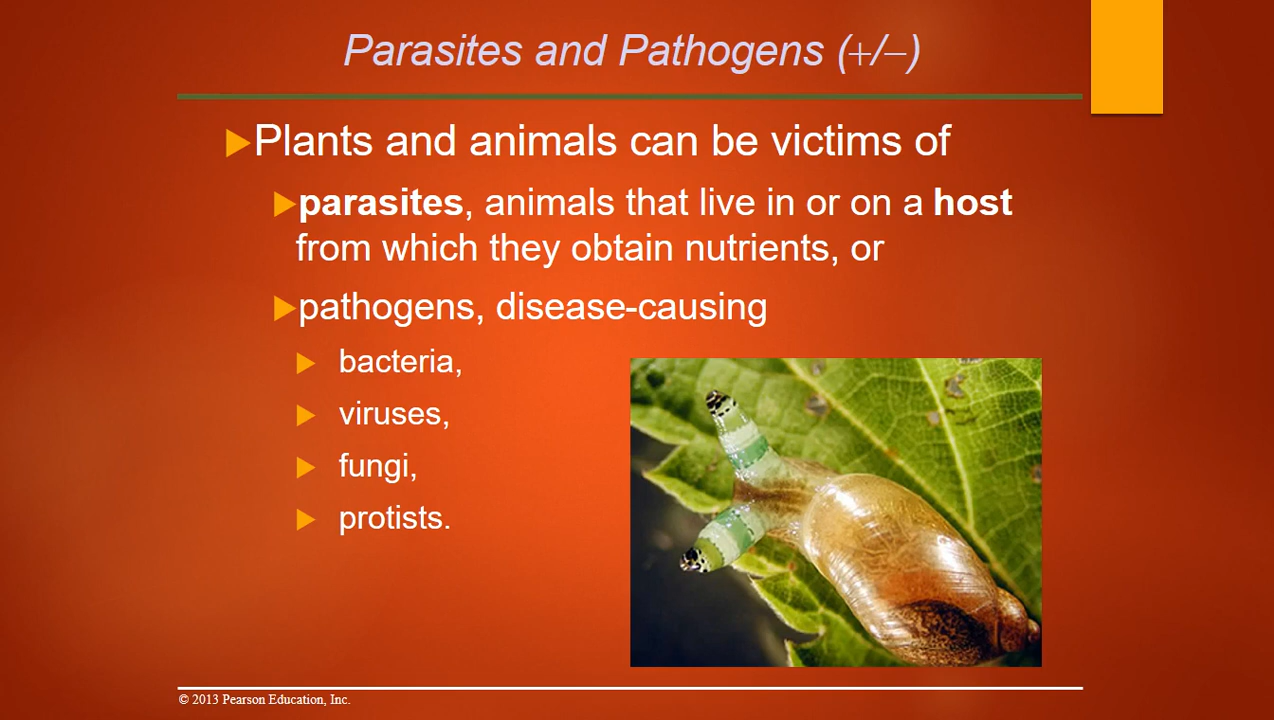 Parasites and Pathogens (+/−)
Plants and animals can be victims of
parasites, animals that live in or on a host
from which they obtain nutrients, or
pathogens, disease-causing
bacteria,
viruses,
fungi,
protists.
© 2013 Pearson Education, Inc.